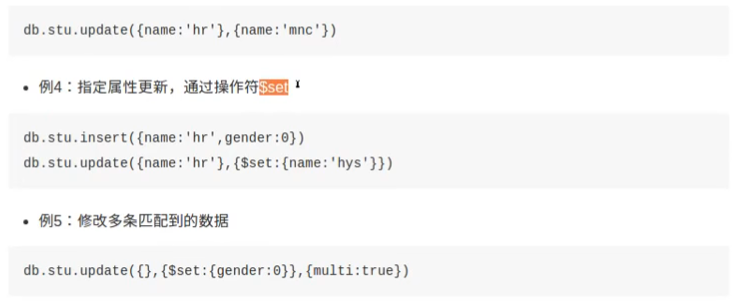 db.stu.update({name:'hr'},{name:'mnc'})
例4：指定属性更新，通过操作符$set
db.stu.insert({name:'hr',gender:0})
db.stu.update({name:'hr'},{$set:{name:'hys'}})
例5：修改多条匹配到的数据
db.stu.update({},{$set:{gender:0}},{multi:true})